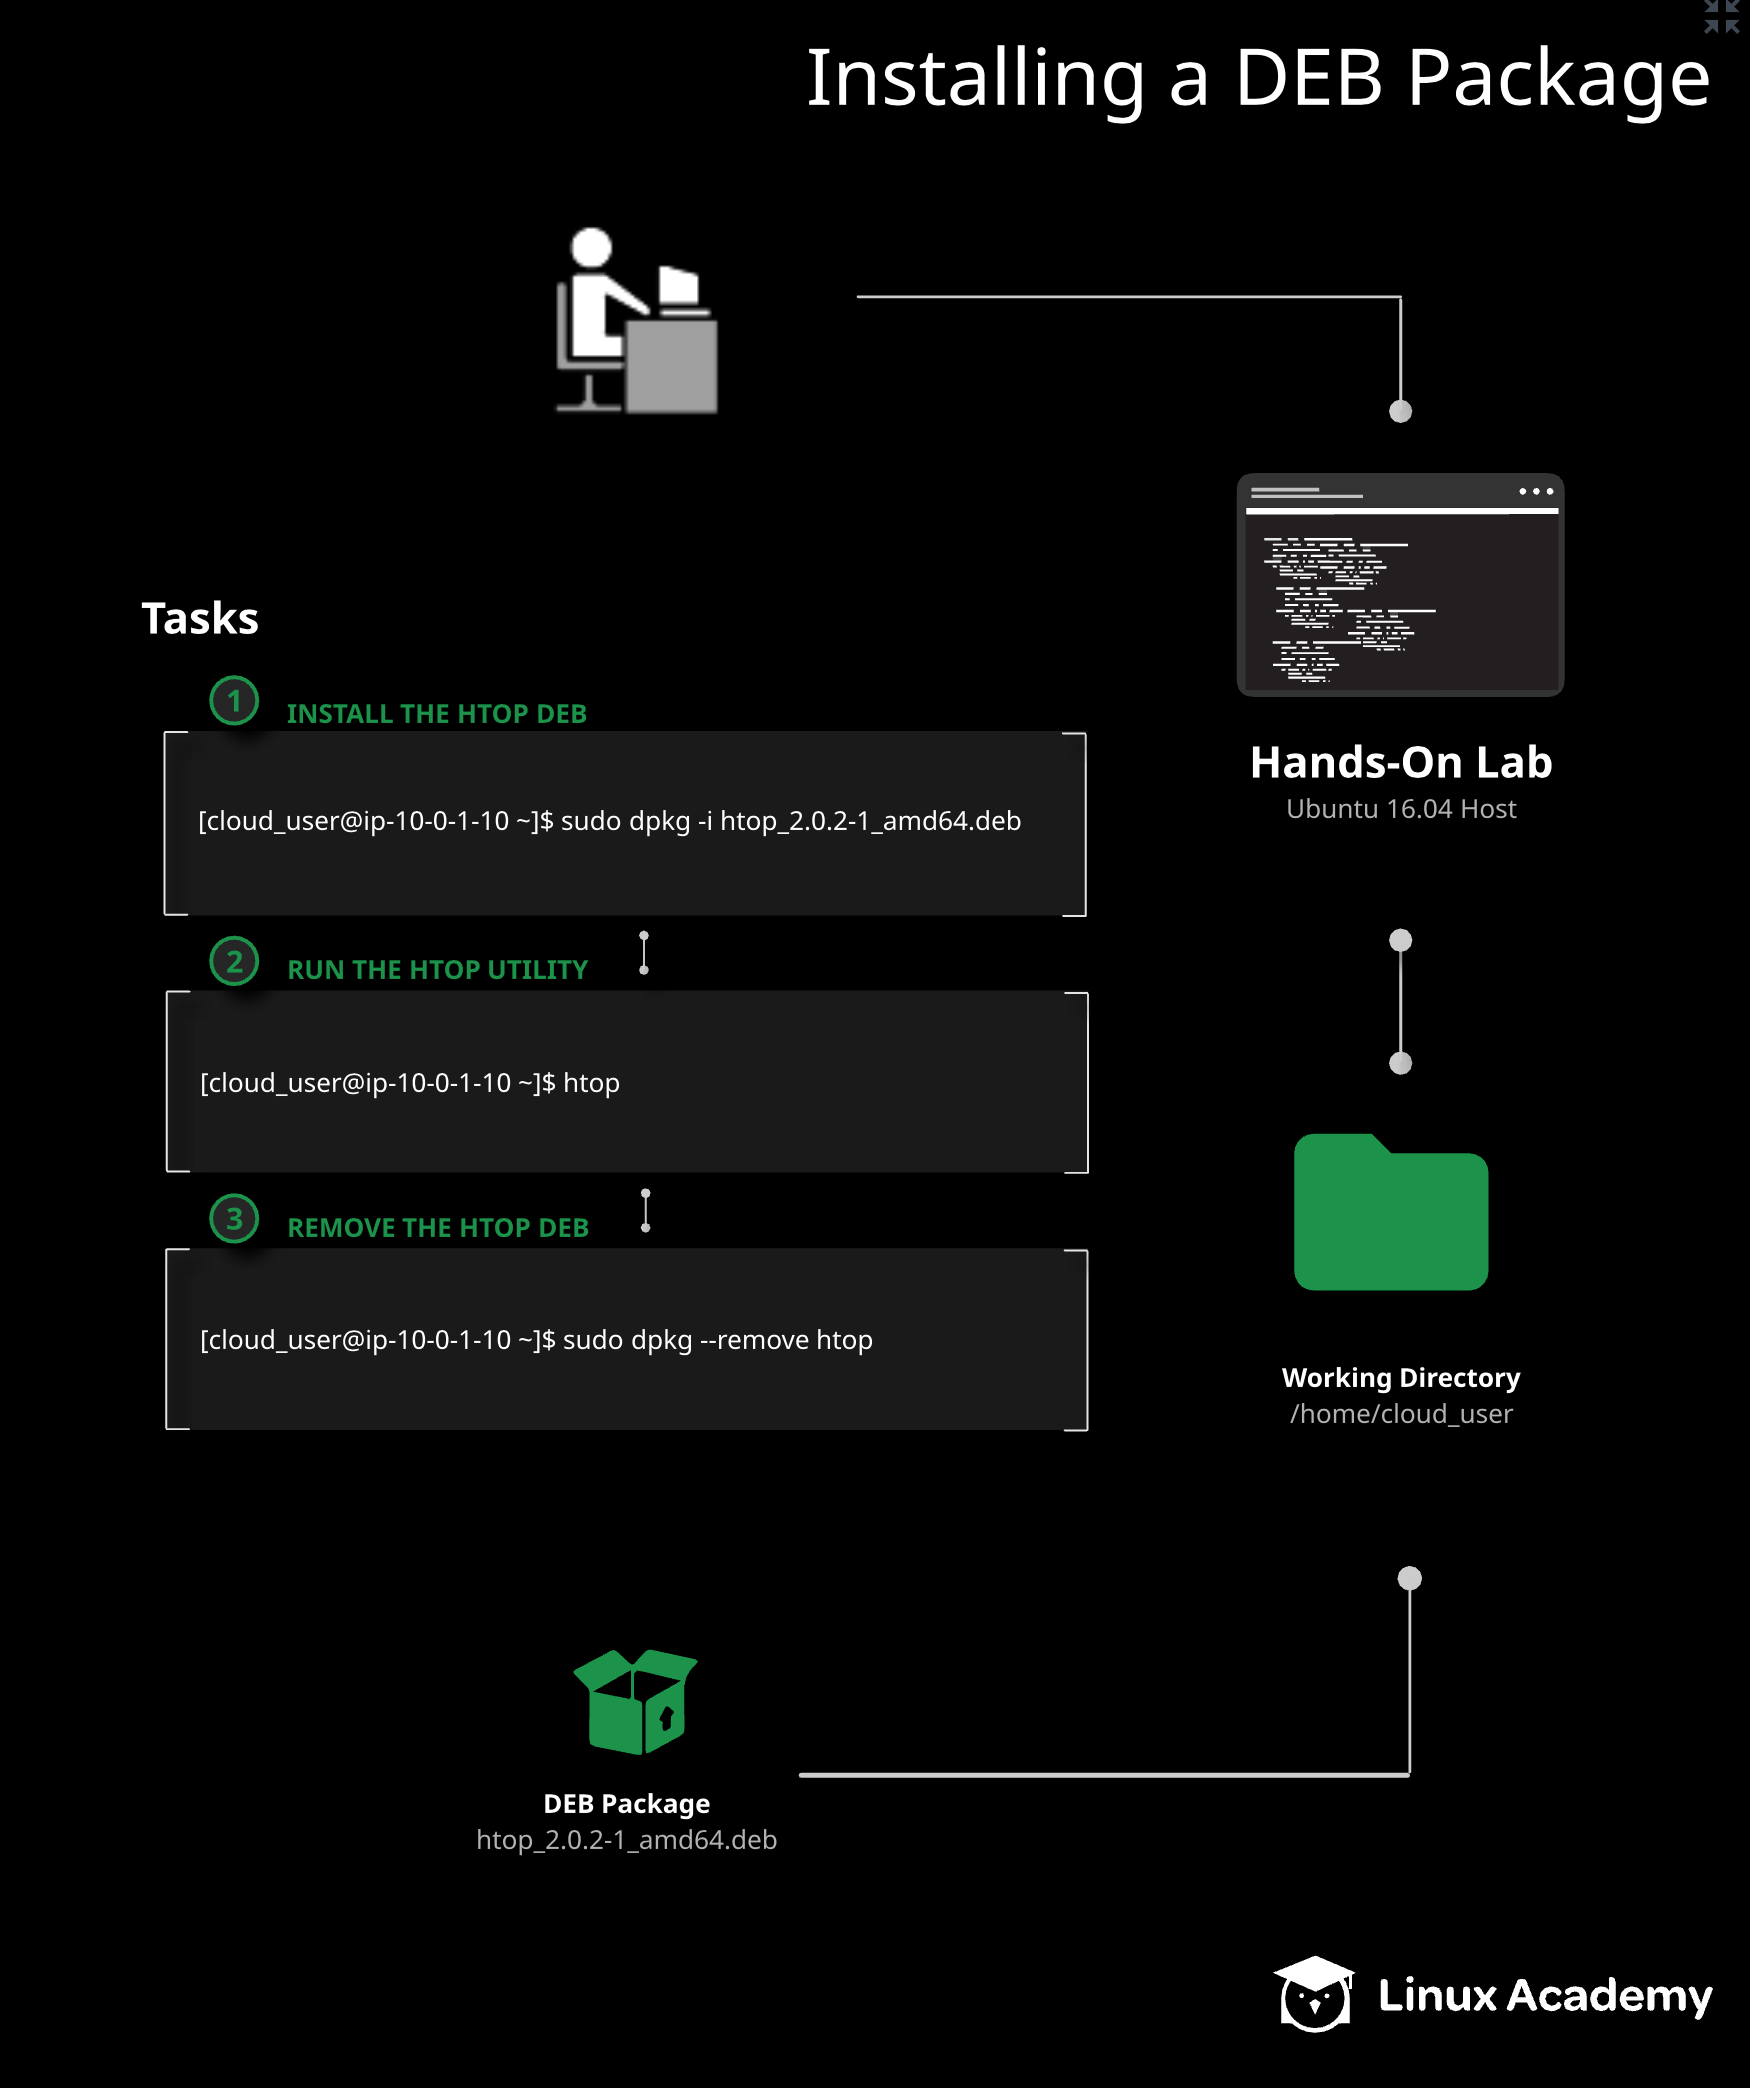 Installing a DEB Package
Tasks
1
INSTALL THE HTOP DEB
[cloud_user@ip-10-0-1-10 ~]$ sudo dpkg -i htop_2.0.2-1_amd64.deb
2
RUN THE HTOP UTILITY
[cloud_user@ip-10-0-1-10 ~]$ htop
3
REMOVE THE HTOP DEB
[cloud_user@ip-10-0-1-10 ~]$ sudo dpkg --remove htop
Hands-On Lab
Ubuntu 16.04 Host
Working Directory
/home/cloud_user
DEB Package
htop_2.0.2-1_amd64.deb
Linux Academy